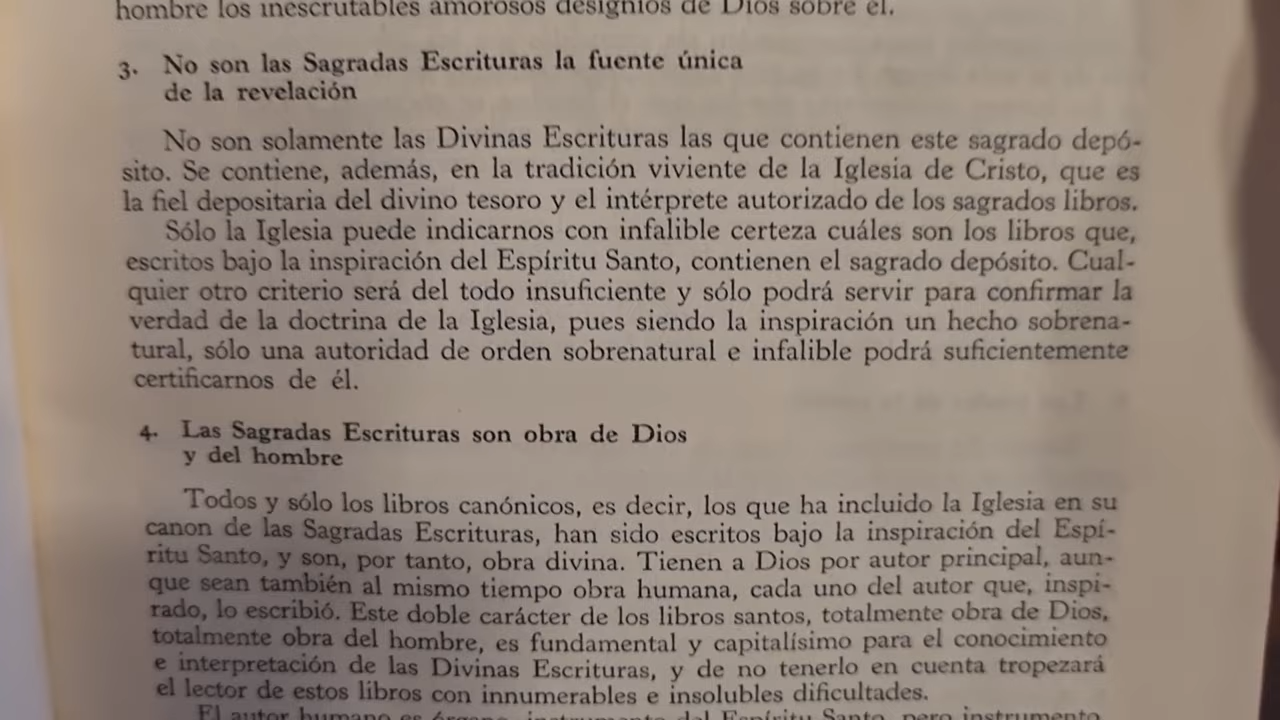 hombre los inescrutables amorosos designios de Dios sobre él.
3. No son las Sagradas Escrituras la fuente única
de la revelación
No son solamente las Divinas Escrituras las que contienen este sagrado depó-
sito. Se contiene, además, en la tradición viviente de la Iglesia de Cristo, que es
la fiel depositaria del divino tesoro y el intérprete autorizado de los sagrados libros.
Sólo la Iglesia puede indicarnos con infalible certeza cuáles son los libros que,
escritos bajo la inspiración del Espíritu Santo, contienen el sagrado depósito. Cual-
quier otro criterio será del todo insuficiente y sólo podrá servir para confirmar la
verdad de la doctrina de la Iglesia, pues siendo la inspiración un hecho sobrena-
tural, sólo una autoridad de orden sobrenatural e infalible podrá suficientemente
certificarnos de él.
4. Las Sagradas Escrituras son obra de Dios
y del hombre
Todos y sólo los libros canónicos, es decir, los que ha incluido la Iglesia en su
canon de las Sagradas Escrituras, han sido escritos bajo la inspiración del Espí-
ritu Santo, y son, por tanto, obra divina. Tienen a Dios por autor principal, aun-
que sean también al mismo tiempo obra humana, cada uno del autor que, inspi-
rado, lo escribió. Este doble carácter de los libros santos, totalmente obra de Dios,
totalmente obra del hombre, es fundamental y capitalísimo para el conocimiento
e interpretación de las Divinas Escrituras, y de no tenerlo en cuenta tropezará
el lector de estos libros con innumerables e insolubles dificultades.
El autor humano es órgano, instrumento del Espíritu Santo, pero instrumento